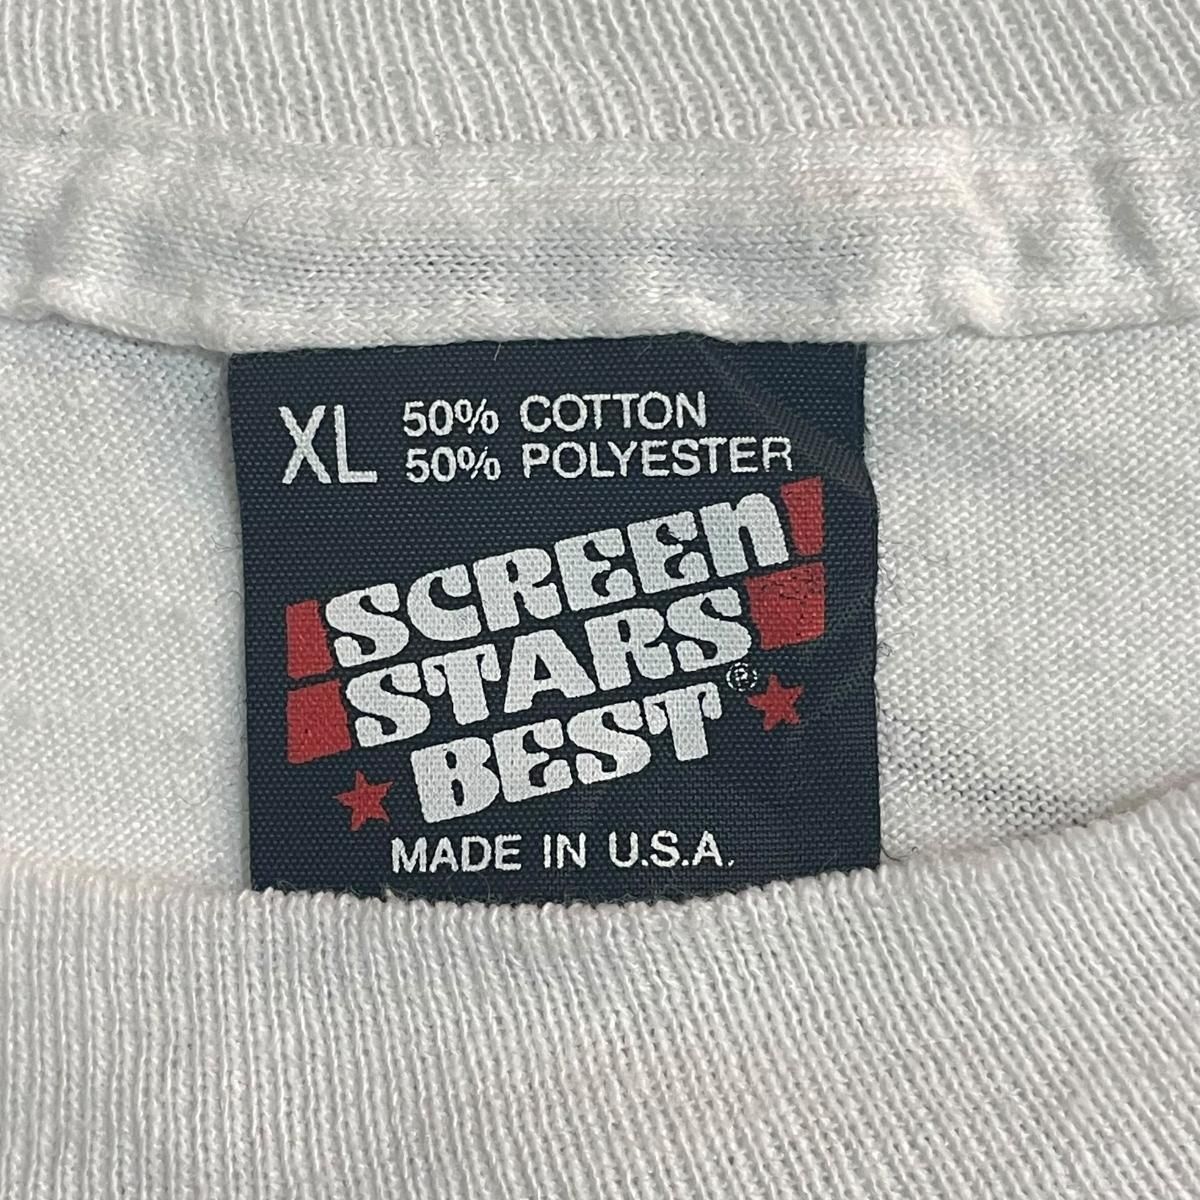 XL 50% COTTON
50% POLYESTER
SCREEN
STARS
BEST®
MADE IN U.S.A.